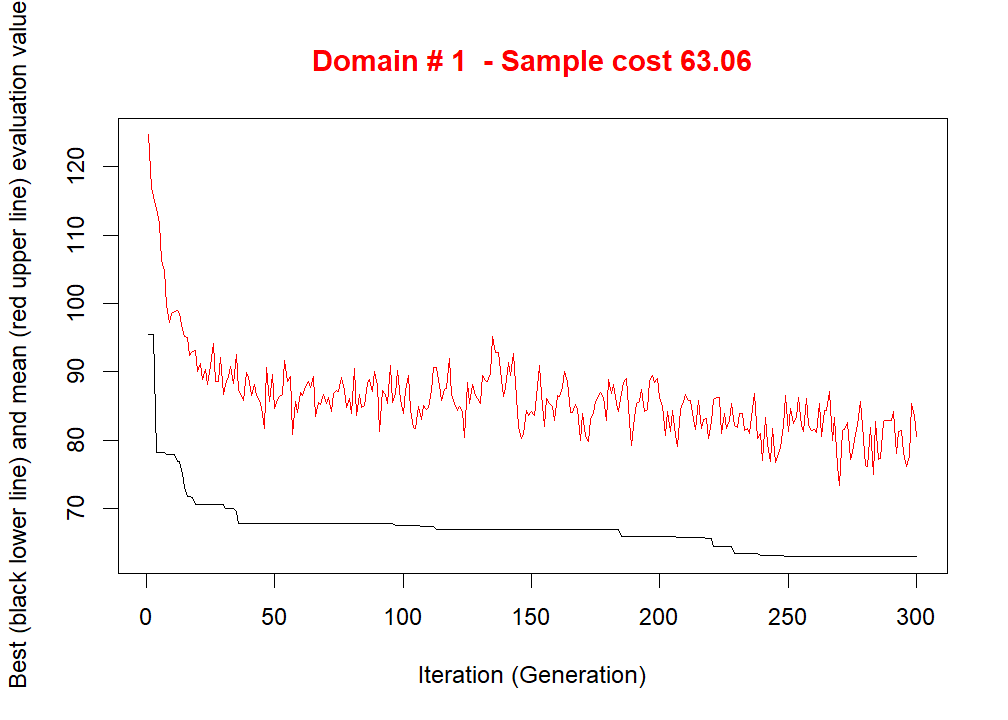 Domain # 1  - Sample cost 63.06
Best (black lower line) and mean (red upper line) evaluation value
120
110
100
90
80
70
0 50 100 150 200 250 300
Iteration (Generation)